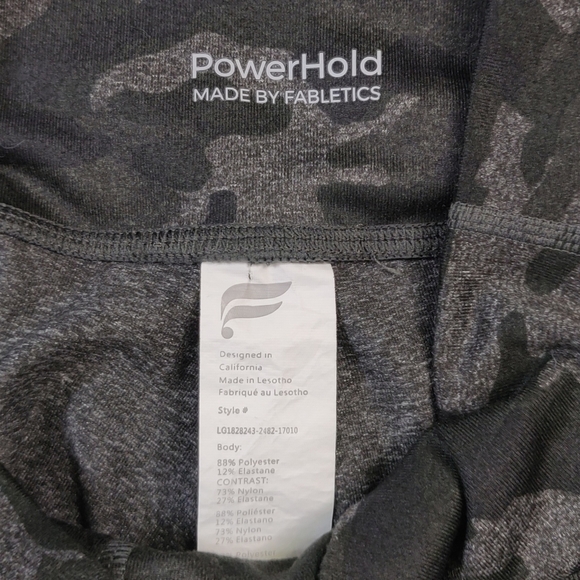 PowerHold
MADE BY FABLETICS
Designed in
California
Made in Lesotho
Fabriqué au Lesotho
Style #
LG1828243-2482-17010
Body:
88% Polyester
12% Elastane
CONTRAST:
73% Nylon
27% Elastane
88% Poliéster
12% Elastano
73% Nylon
27% Elastano